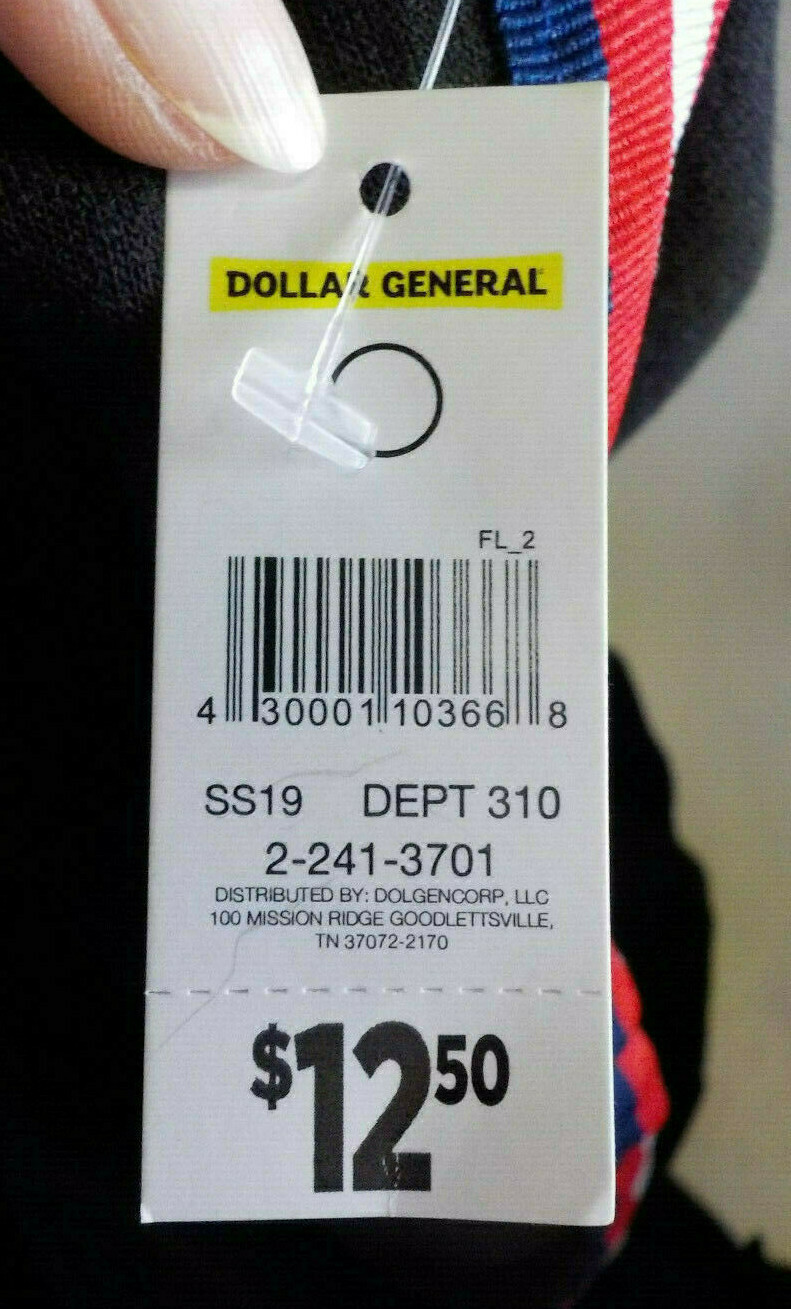 DOLLAR GENERAL
FL_2
4 30001 10366 8
SS19 DEPT 310
2-241-3701
DISTRIBUTED BY: DOLGENCORP, LLC
100 MISSION RIDGE GOODLETTSVILLE,
TN 37072-2170
$12.50